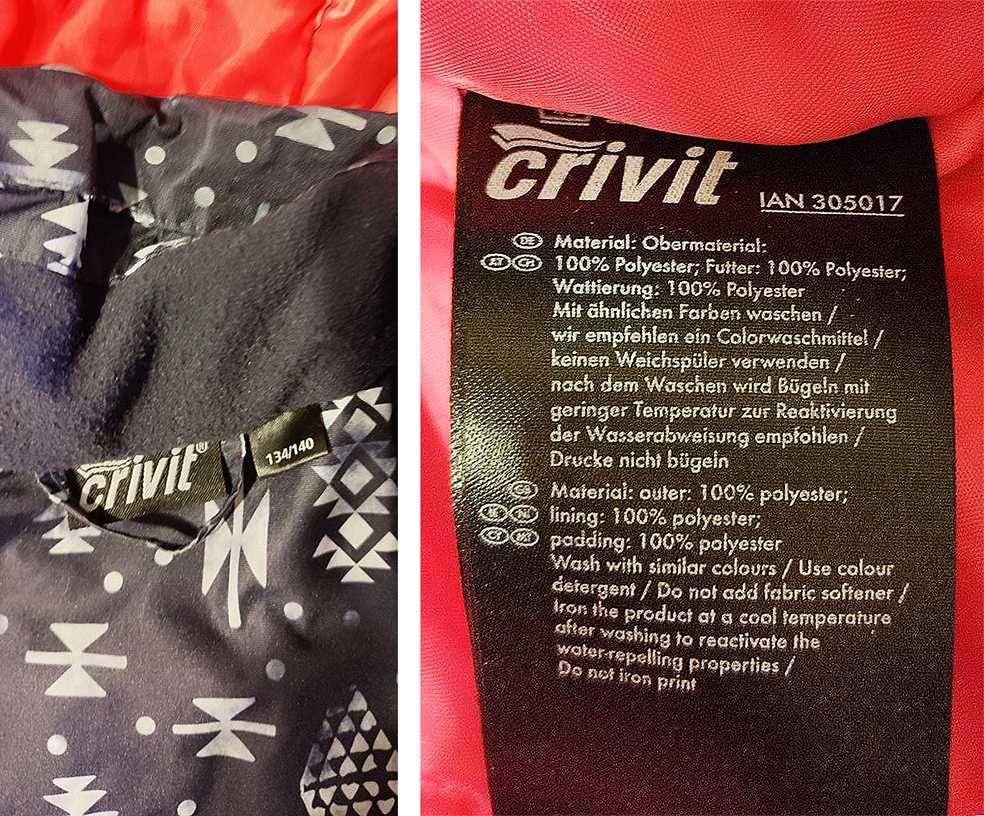 crivit®
134/140
crivit
IAN 305017
DE Material: Obermaterial:
AT CH 100% Polyester; Futter: 100% Polyester;
Wattierung: 100% Polyester
Mit ähnlichen Farben waschen /
wir empfehlen ein Colorwaschmittel /
keinen Weichspüler verwenden /
nach dem Waschen wird Bügeln mit
geringer Temperatur zur Reaktivierung
der Wasserabweisung empfohlen /
Drucke nicht bügeln
GB Material: outer: 100% polyester;
IE NI lining: 100% polyester;
CY MT padding: 100% polyester
Wash with similar colours / Use colour
detergent / Do not add fabric softener /
Iron the product at a cool temperature
after washing to reactivate the
water-repelling properties /
Do not iron print